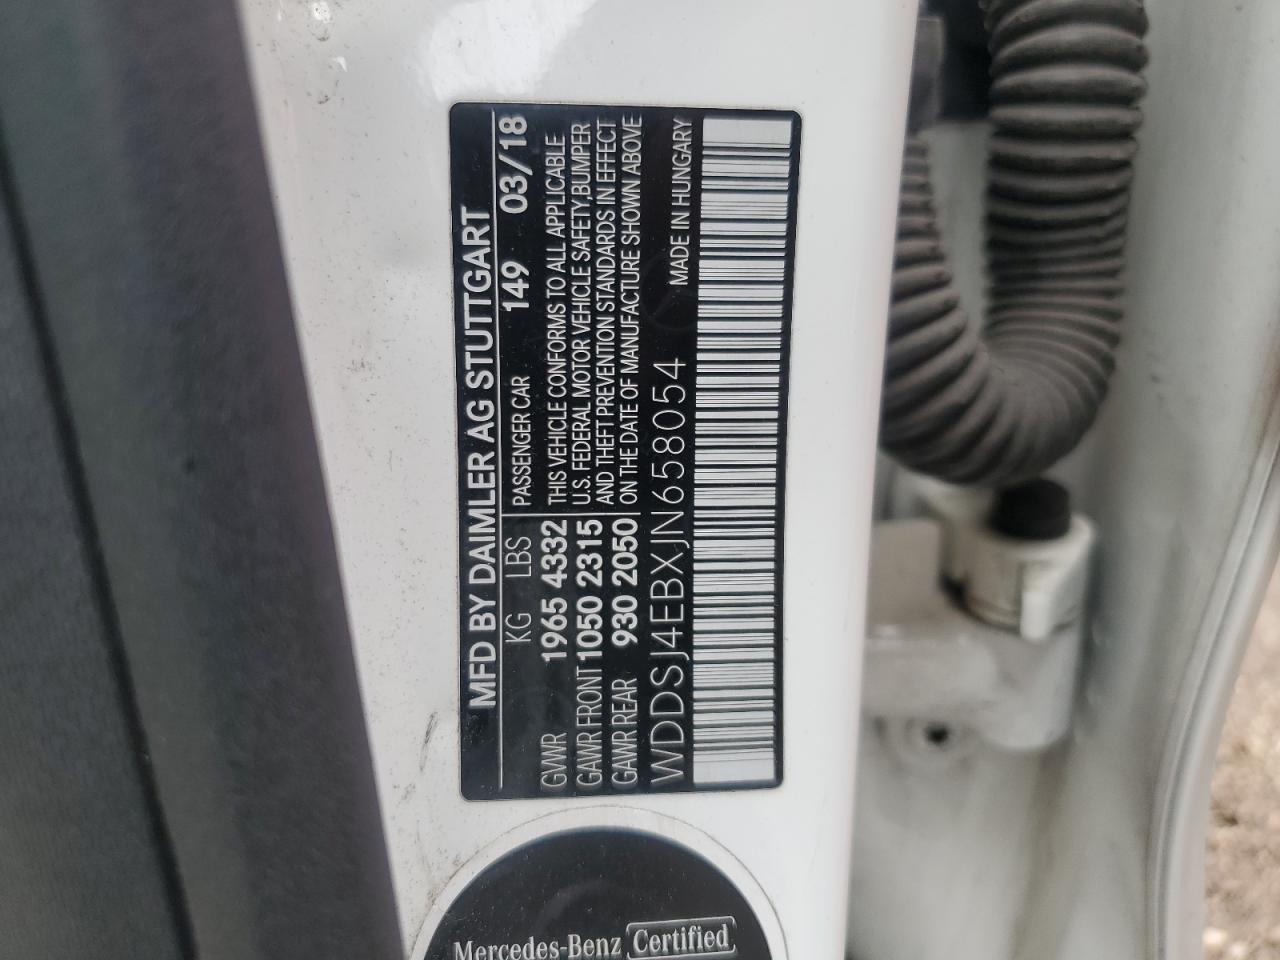 MFD BY DAIMLER AG STUTTGART
KG LBS PASSENGER CAR 149 03/18
GVWR 1965 4332 THIS VEHICLE CONFORMS TO ALL APPLICABLE
GAWR FRONT 1050 2315 U.S. FEDERAL MOTOR VEHICLE SAFETY,BUMPER
AND THEFT PREVENTION STANDARDS IN EFFECT
GAWR REAR 930 2050 ON THE DATE OF MANUFACTURE SHOWN ABOVE
WDDSJ4EBXJN658054 MADE IN HUNGARY
Mercedes-Benz Certified